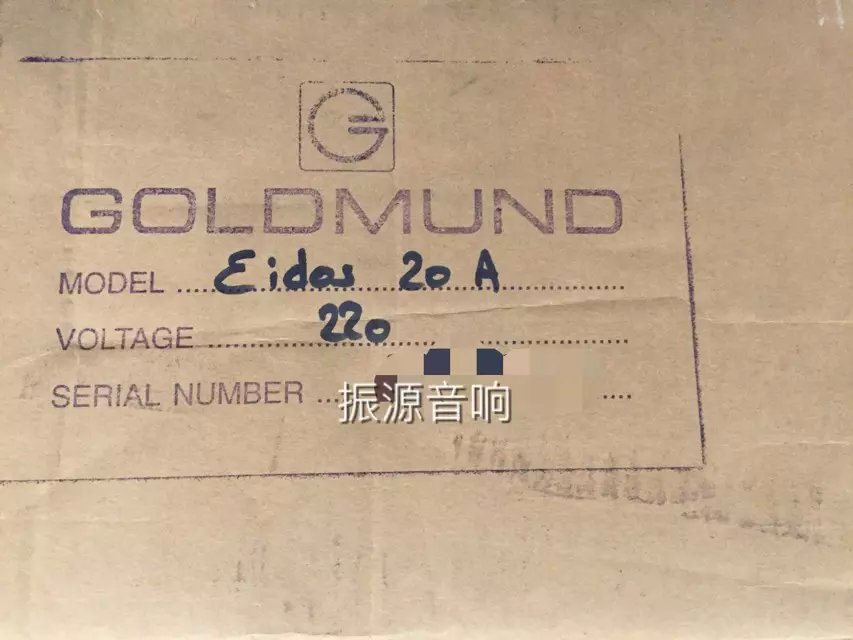 GOLDMUND
MODEL ....Eidos 20 A....
VOLTAGE ....220....
SERIAL NUMBER ... ....
振源音响